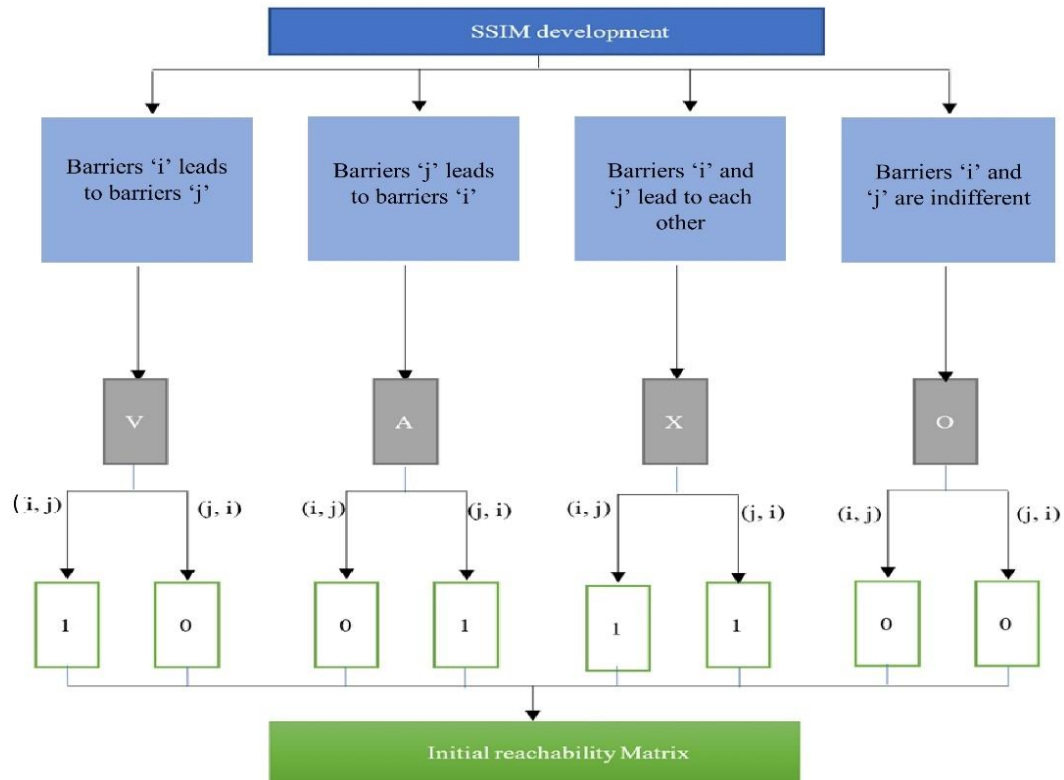 SSIM development
Barriers ‘i’ leads
to barriers ‘j’
Barriers ‘j’ leads
to barriers ‘i’
Barriers ‘i’ and
‘j’ lead to each
other
Barriers ‘i’ and
‘j’ are indifferent
V
A
X
O
(i, j)
(j, i)
(i, j)
(j, i)
(i, j)
(j, i)
(i, j)
(j, i)
1
0
0
1
1
1
0
0
Initial reachability Matrix